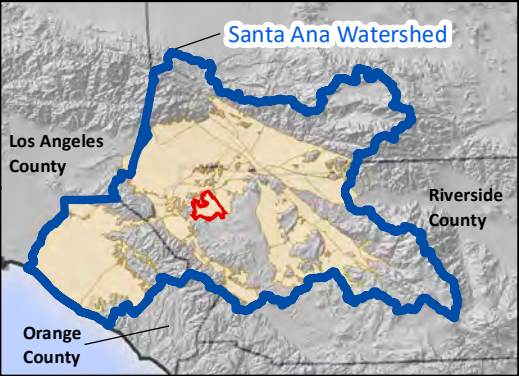 Santa Ana Watershed
Los Angeles
County
Riverside
County
Orange
County